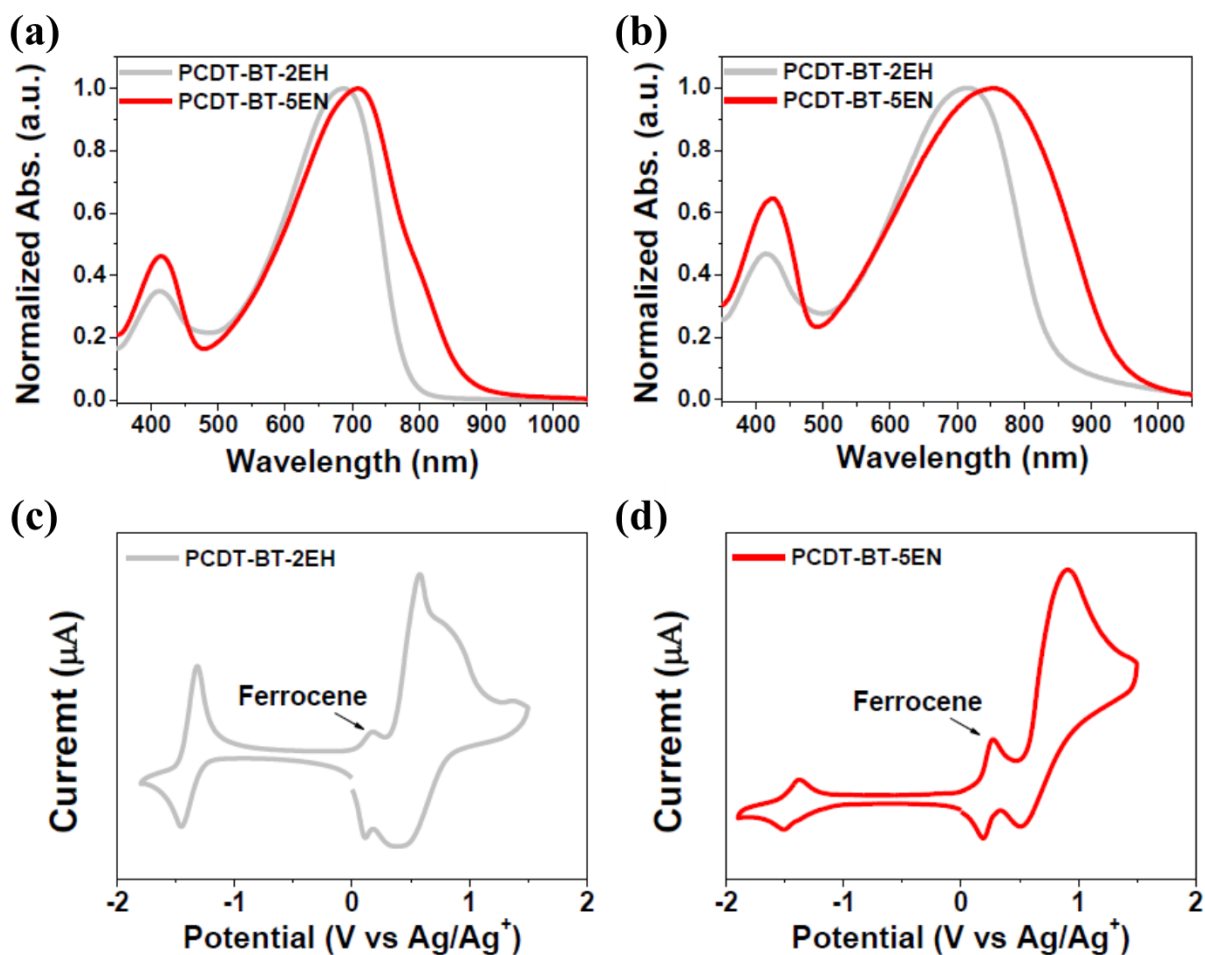 (a)
PCDT-BT-2EH
PCDT-BT-5EN
Normalized Abs. (a.u.)
1.0
0.8
0.6
0.4
0.2
0.0
400 500 600 700 800 900 1000
Wavelength (nm)
(b)
PCDT-BT-2EH
PCDT-BT-5EN
Normalized Abs. (a.u.)
1.0
0.8
0.6
0.4
0.2
0.0
400 500 600 700 800 900 1000
Wavelength (nm)
(c)
PCDT-BT-2EH
Ferrocene
Curremt (µA)
-2 -1 0 1 2
Potential (V vs Ag/Ag⁺)
(d)
PCDT-BT-5EN
Ferrocene
Curremt (µA)
-2 -1 0 1 2
Potential (V vs Ag/Ag⁺)